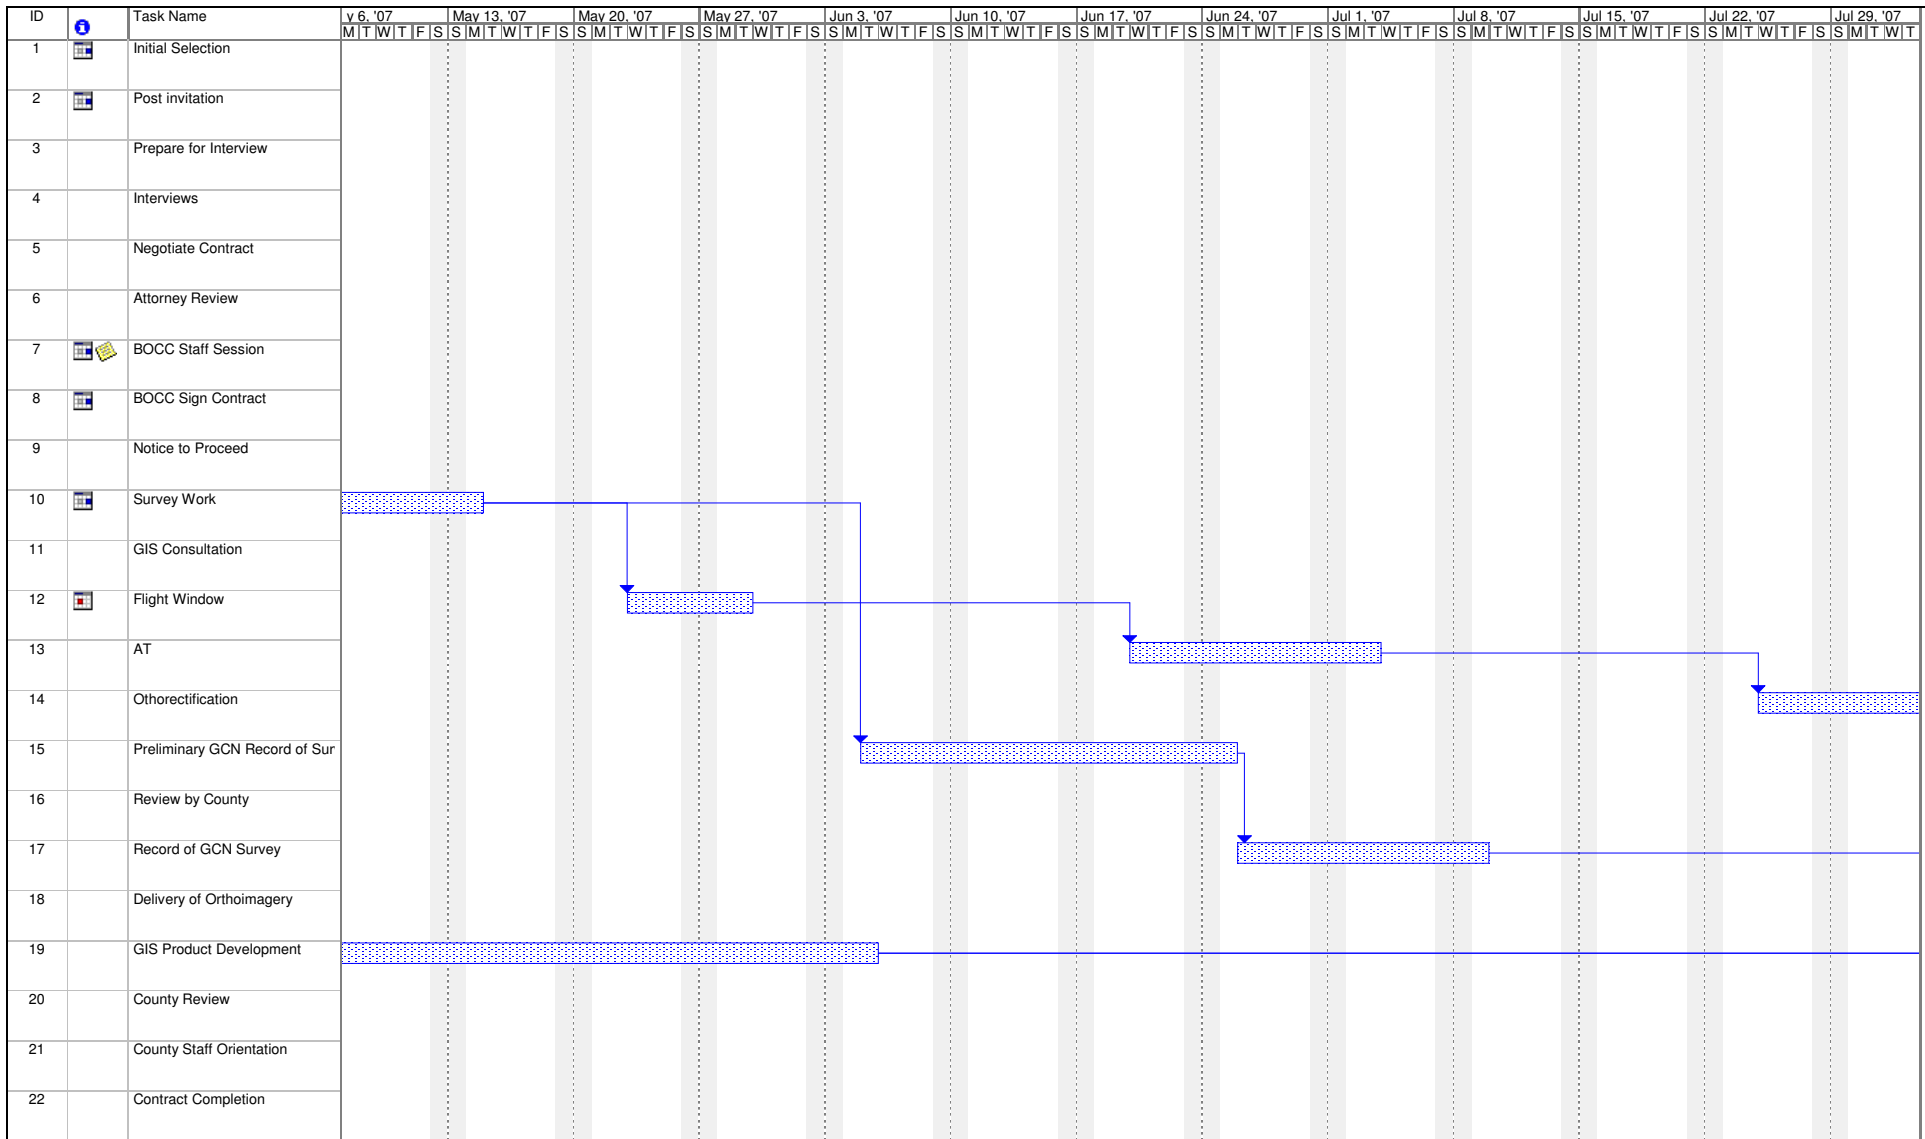 ID Task Name y 6, '07 May 13, '07 May 20, '07 May 27, '07 Jun 3, '07 Jun 10, '07 Jun 17, '07 Jun 24, '07 Jul 1, '07 Jul 8, '07 Jul 15, '07 Jul 22, '07 Jul 29, '07
i M T W T F S S M T W T F S S M T W T F S S M T W T F S S M T W T F S S M T W T F S S M T W T F S S M T W T F S S M T W T F S S M T W T F S S M T W T F S S M T W T F S S M T W T
1 Initial Selection
2 Post invitation
3 Prepare for Interview
4 Interviews
5 Negotiate Contract
6 Attorney Review
7 BOCC Staff Session
8 BOCC Sign Contract
9 Notice to Proceed
10 Survey Work
11 GIS Consultation
12 Flight Window
13 AT
14 Othorectification
15 Preliminary GCN Record of Sur
16 Review by County
17 Record of GCN Survey
18 Delivery of Orthoimagery
19 GIS Product Development
20 County Review
21 County Staff Orientation
22 Contract Completion